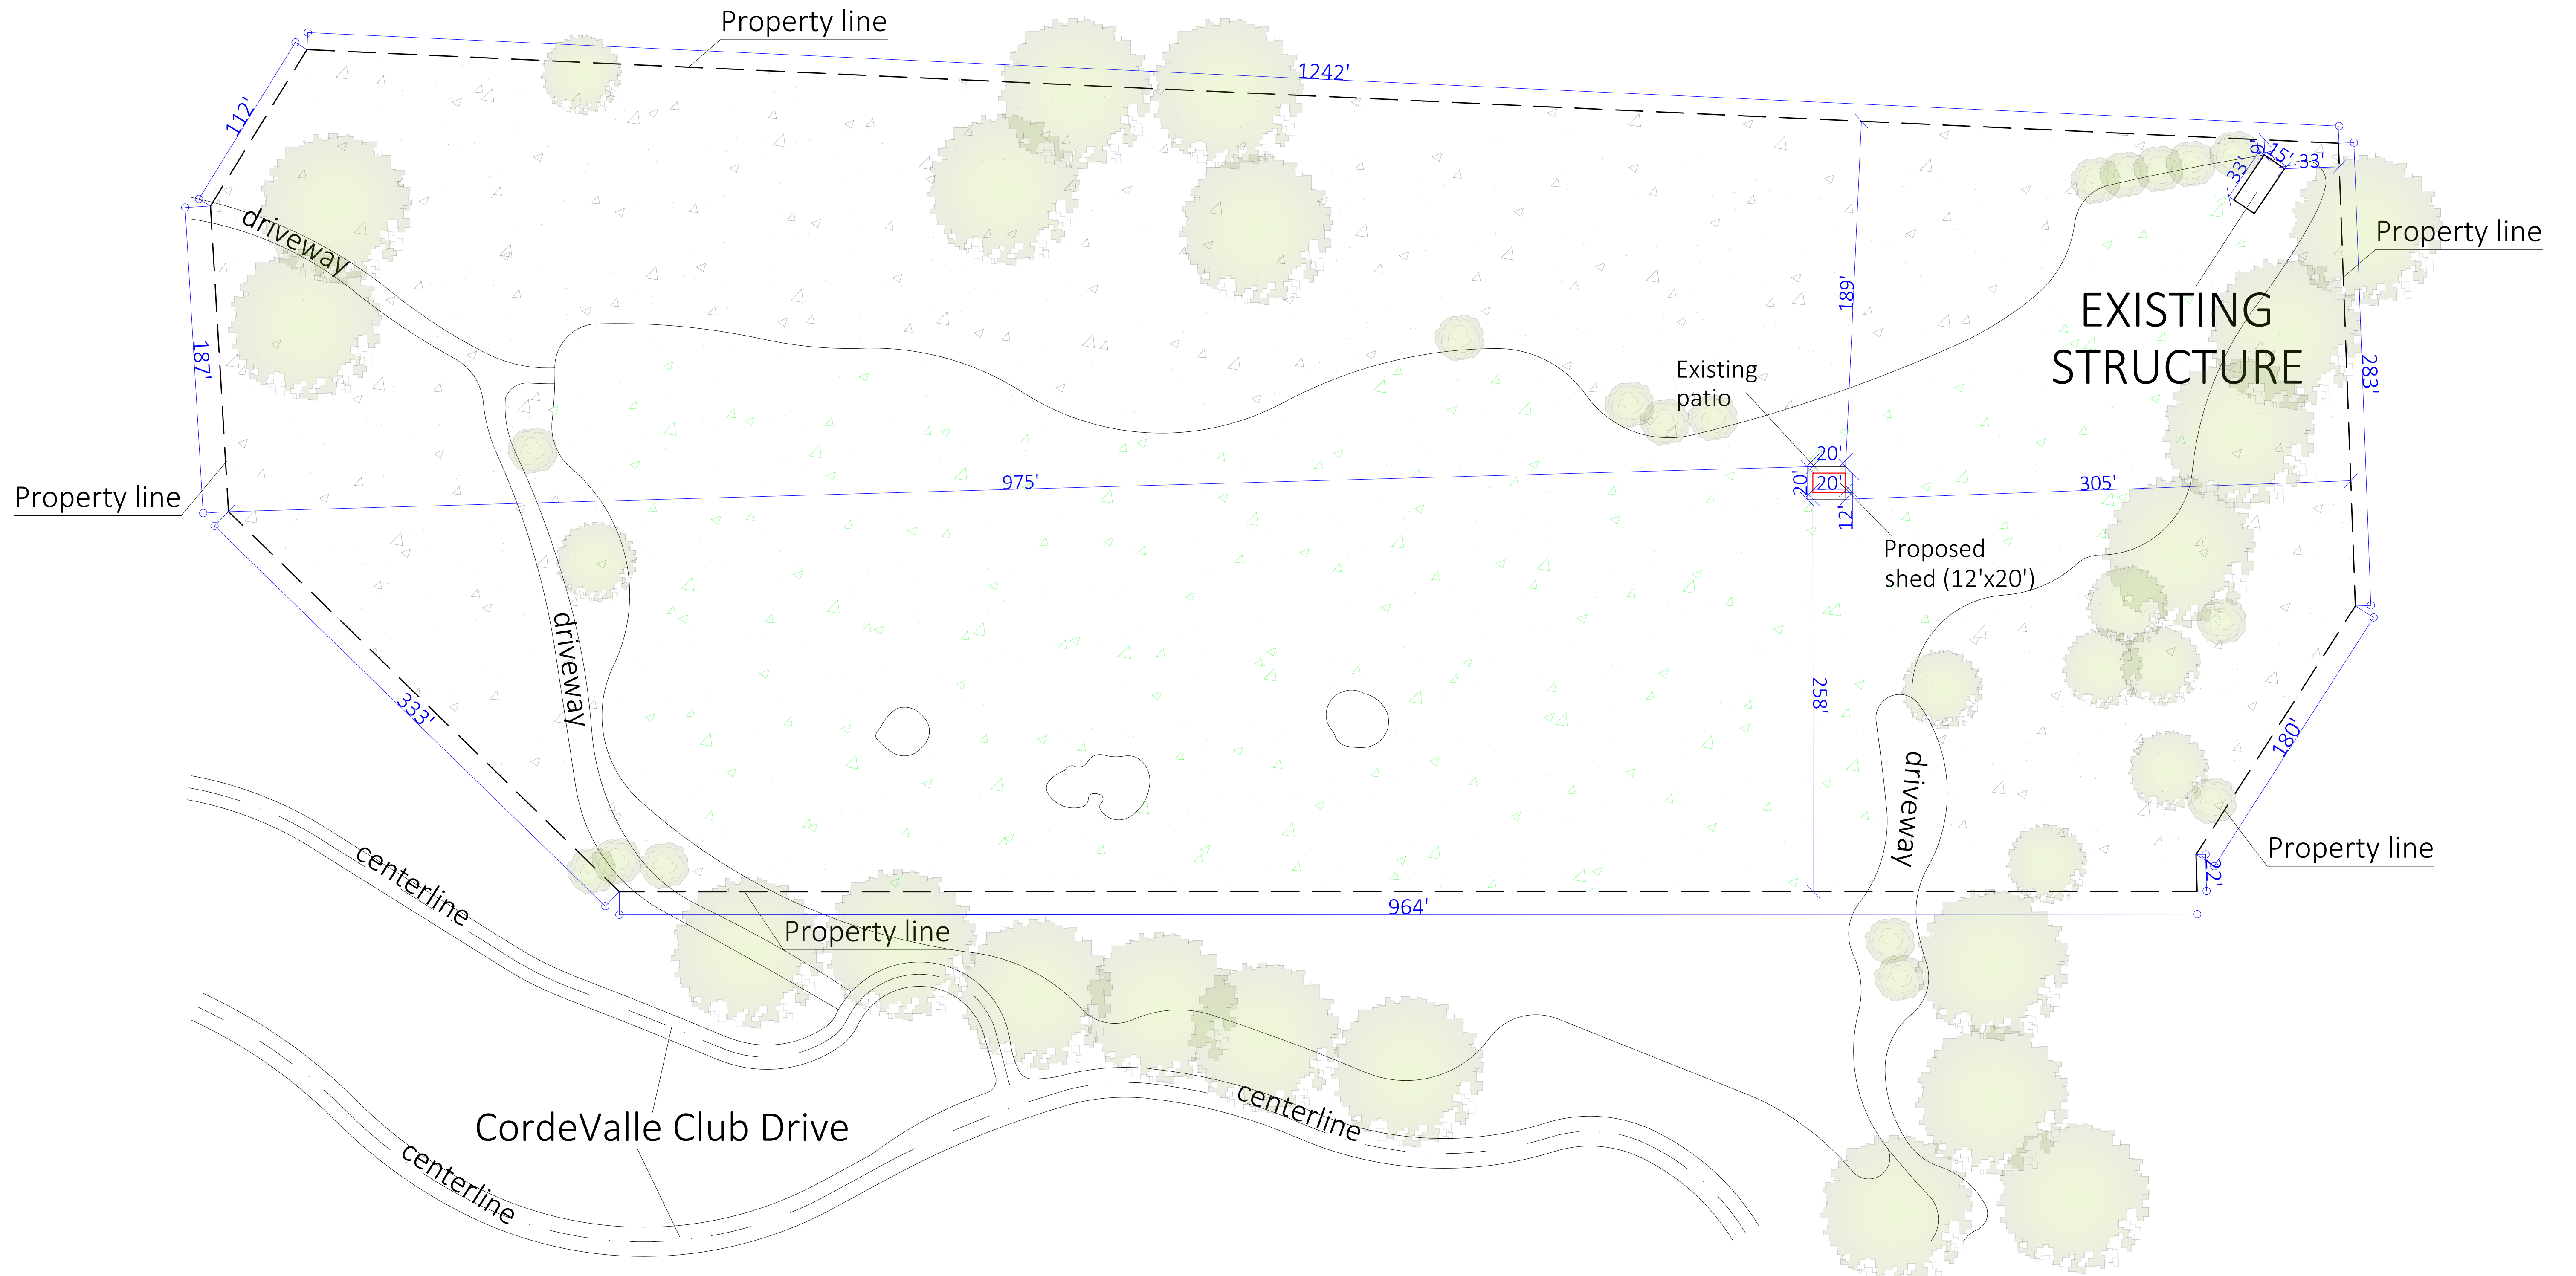 Property line
1242'
112'
9'
15'
33'
33'
driveway
Property line
EXISTING
STRUCTURE
189'
187'
283'
Existing
patio
20'
975'
20'
20'
305'
Property line
12'
Proposed
shed (12'x20')
driveway
258'
333'
180'
driveway
centerline
Property line
22'
964'
Property line
centerline
CordeValle Club Drive
centerline